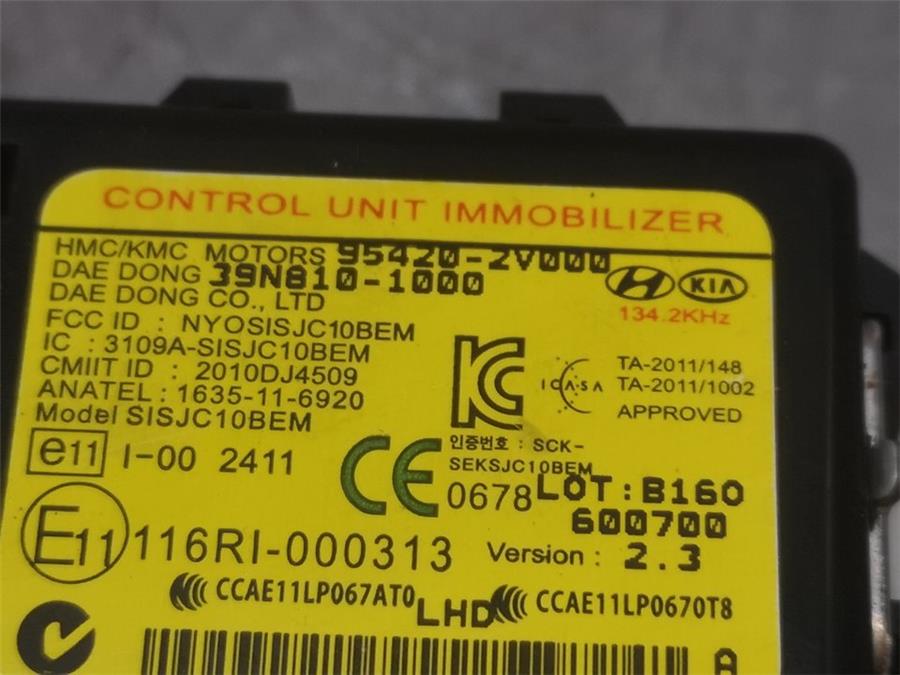 CONTROL UNIT IMMOBILIZER
HMC/KMC MOTORS 95420-2V000
DAE DONG 39N810-1000
DAE DONG CO., LTD
KIA
134.2KHz
FCC ID : NYOSISJC10BEM
IC : 3109A-SISJC10BEM
CMIIT ID : 2010DJ4509
ANATEL : 1635-11-6920
Model SISJC10BEM
ICASA
TA-2011/148
TA-2011/1002
APPROVED
인증번호 : SCK-
SEKSJC10BEM
e11 I-00 2411
CE 0678 LOT:B160
600700
E11 116RI-000313 Version : 2.3
CCAE11LP067AT0 LHD CCAE11LP0670T8
A